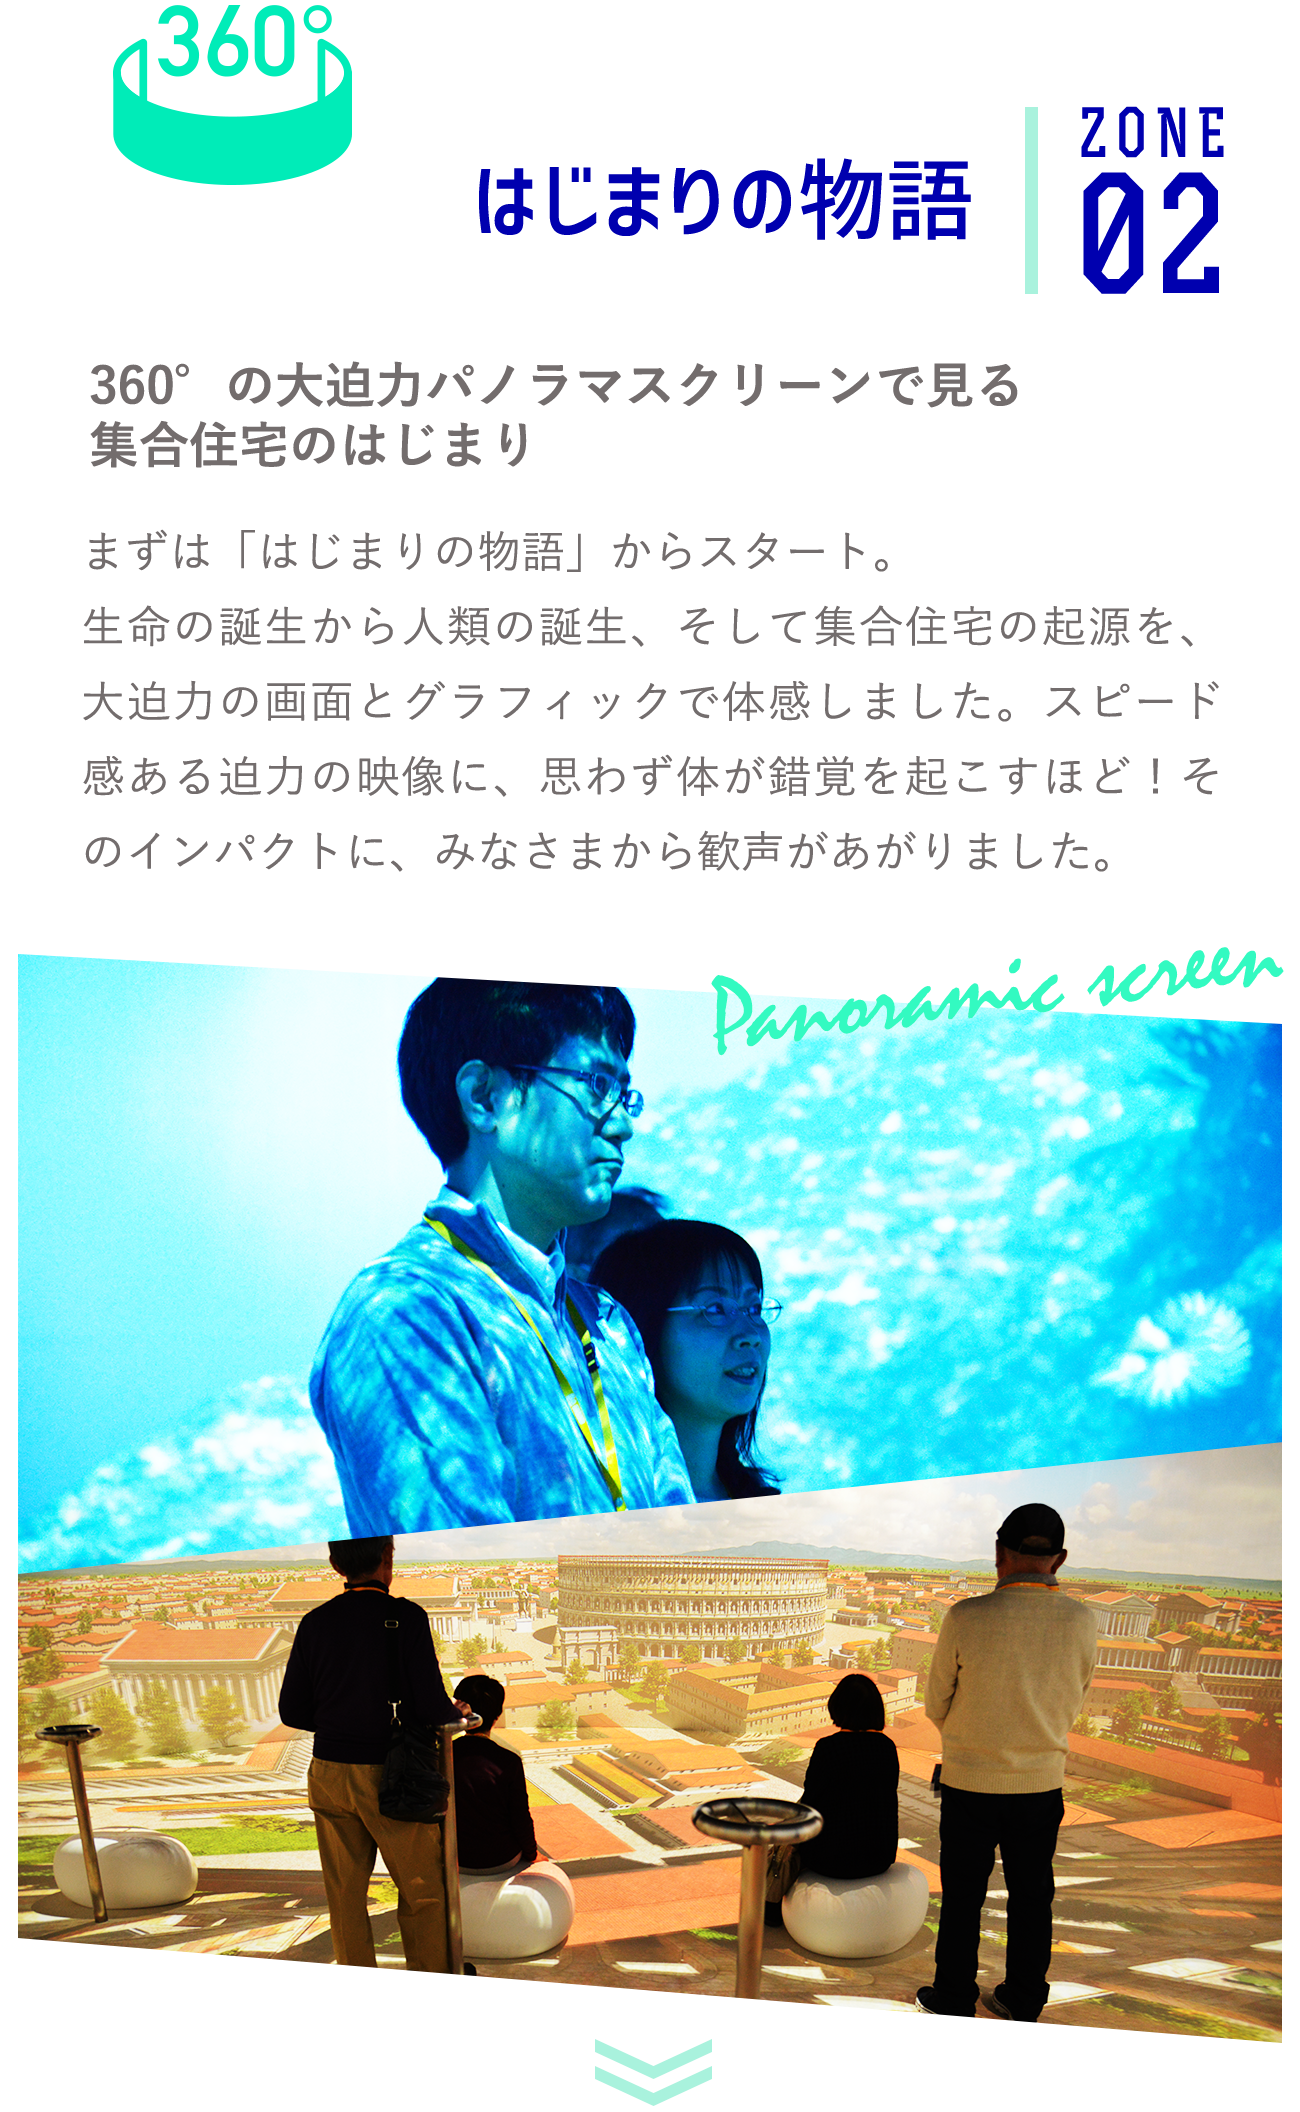 360°
はじまりの物語
ZONE
02
360°の大迫力パノラマスクリーンで見る
集合住宅のはじまり
まずは「はじまりの物語」からスタート。
生命の誕生から人類の誕生、そして集合住宅の起源を、
大迫力の画面とグラフィックで体感しました。スピード
感ある迫力の映像に、思わず体が錯覚を起こすほど！そ
のインパクトに、みなさまから歓声があがりました。
Panoramic screen